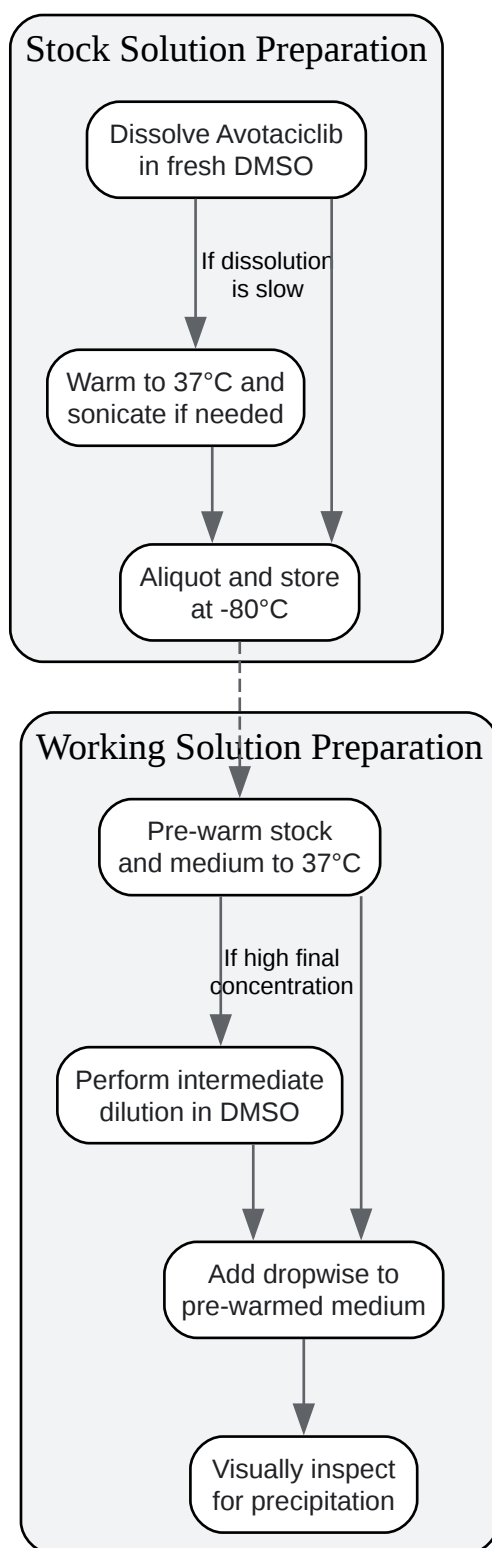 Stock Solution Preparation
Dissolve Avotaciclib
in fresh DMSO
If dissolution
is slow
Warm to 37°C and
sonicate if needed
Aliquot and store
at -80°C
Working Solution Preparation
Pre-warm stock
and medium to 37°C
If high final
concentration
Perform intermediate
dilution in DMSO
Add dropwise to
pre-warmed medium
Visually inspect
for precipitation